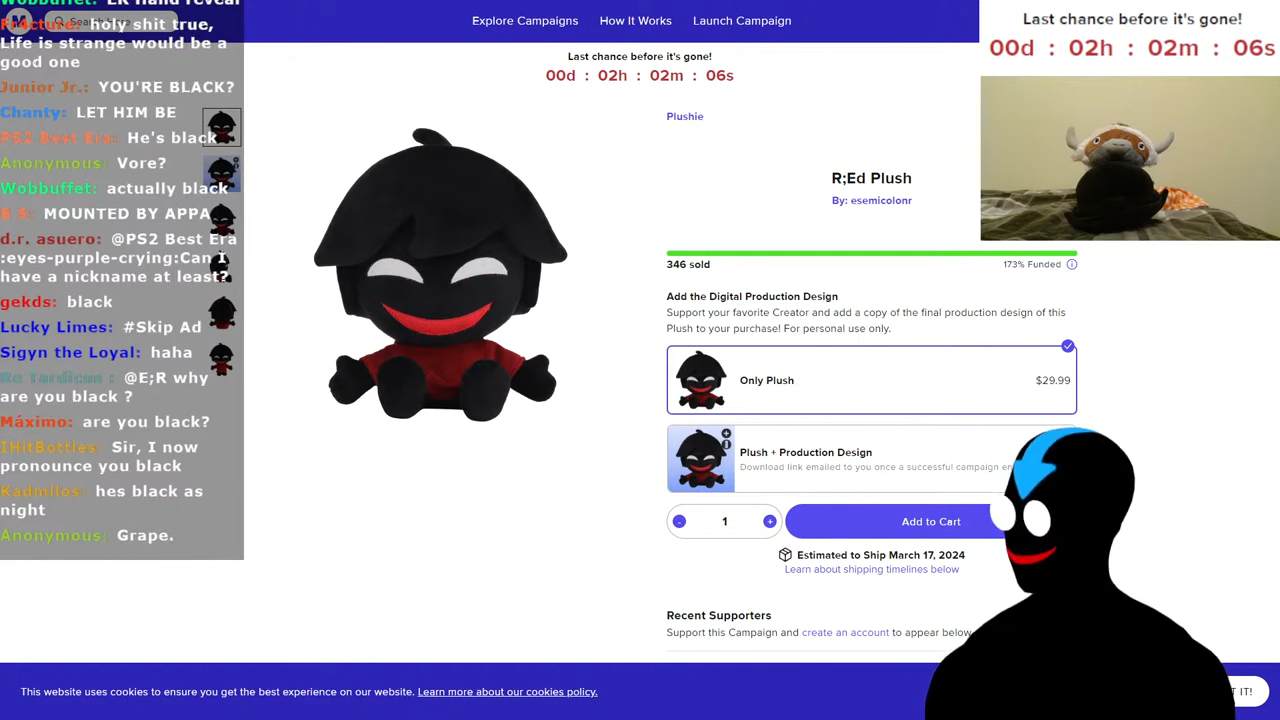 Wobbuffet: ER Hand reveal
Pr4cture: holy shit true,
Life is strange would be a
good one
Junior Jr.: YOU'RE BLACK?
Chanty: LET HIM BE
PS2 Best Era: He's black
Anonymous: Vore?
Wobbuffet: actually black
R S: MOUNTED BY APPA
d.r. asuero: @PS2 Best Era
:eyes-purple-crying:Can I
have a nickname at least?
gekds: black
Lucky Limes: #Skip Ad
Sigyn the Loyal: haha
@E;R why
are you black ?
Máximo: are you black?
IHitBottles: Sir, I now
pronounce you black
Kadmilos: hes black as
night
Anonymous: Grape.
Explore Campaigns
How It Works
Launch Campaign
Last chance before it's gone!
00d : 02h : 02m : 06s
Plushie
R;Ed Plush
By: esemicolonr
346 sold
173% Funded
Add the Digital Production Design
Support your favorite Creator and add a copy of the final production design of this
Plush to your purchase! For personal use only.
Only Plush
$29.99
Plush + Production Design
Download link emailed to you once a successful campaign
- 1 +
Add to Cart
Estimated to Ship March 17, 2024
Learn about shipping timelines below
Recent Supporters
Support this Campaign and create an account to appear below
This website uses cookies to ensure you get the best experience on our website. Learn more about our cookies policy.
IT!
Last chance before it's gone!
00d : 02h : 02m : 06s